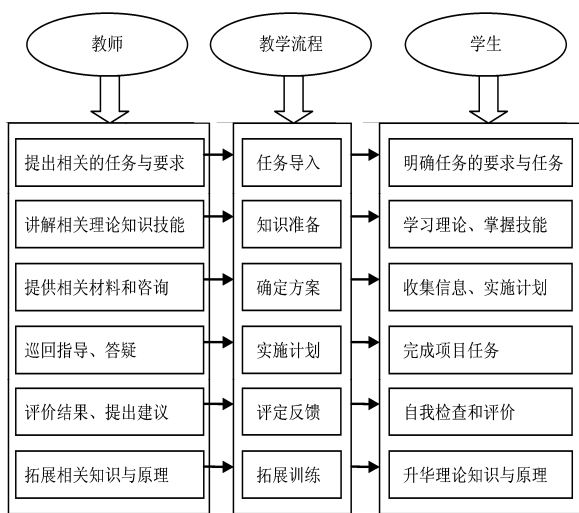 教师
教学流程
学生
提出相关的任务与要求
任务导入
明确任务的要求与任务
讲解相关理论知识技能
知识准备
学习理论、掌握技能
提供相关材料和咨询
确定方案
收集信息、实施计划
巡回指导、答疑
实施计划
完成项目任务
评价结果、提出建议
评定反馈
自我检查和评价
拓展相关知识与原理
拓展训练
升华理论知识与原理